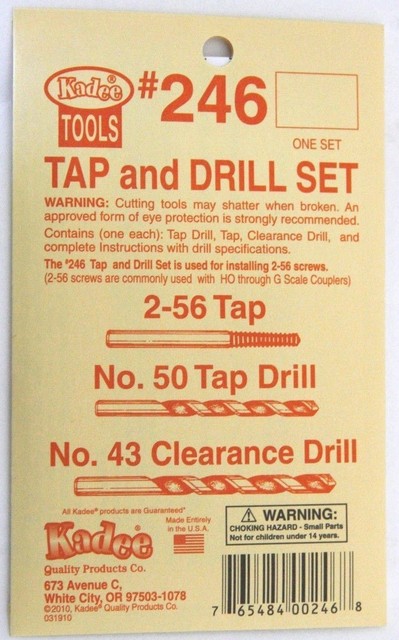 Kadee®
TOOLS
#246
ONE SET
TAP and DRILL SET
WARNING: Cutting tools may shatter when broken. An
approved form of eye protection is strongly recommended.
Contains (one each): Tap Drill, Tap, Clearance Drill, and
complete Instructions with drill specifications.
The #246 Tap and Drill Set is used for installing 2-56 screws.
(2-56 screws are commonly used with HO through G Scale Couplers)
2-56 Tap
No. 50 Tap Drill
No. 43 Clearance Drill
All Kadee® products are Guaranteed"
Kadee®
Quality Products Co.
673 Avenue C,
White City, OR 97503-1078
©2010, Kadee® Quality Products Co.
031910
Made Entirely
in the U.S.A.
WARNING:
CHOKING HAZARD - Small Parts
Not for children under 14 years.
7 65484 00246 8